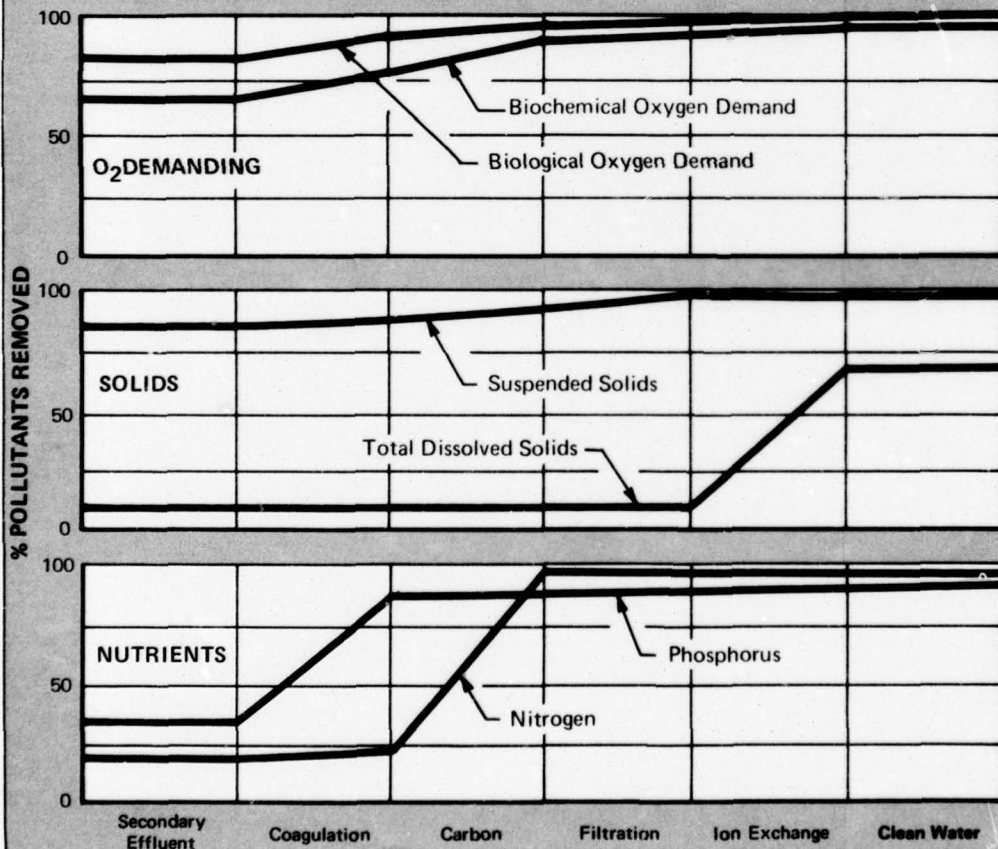 % POLLUTANTS REMOVED
100
50
0
O₂DEMANDING
Biochemical Oxygen Demand
Biological Oxygen Demand
100
50
0
SOLIDS
Suspended Solids
Total Dissolved Solids
100
50
0
NUTRIENTS
Phosphorus
Nitrogen
Secondary
Effluent
Coagulation
Carbon
Filtration
Ion Exchange
Clean Water